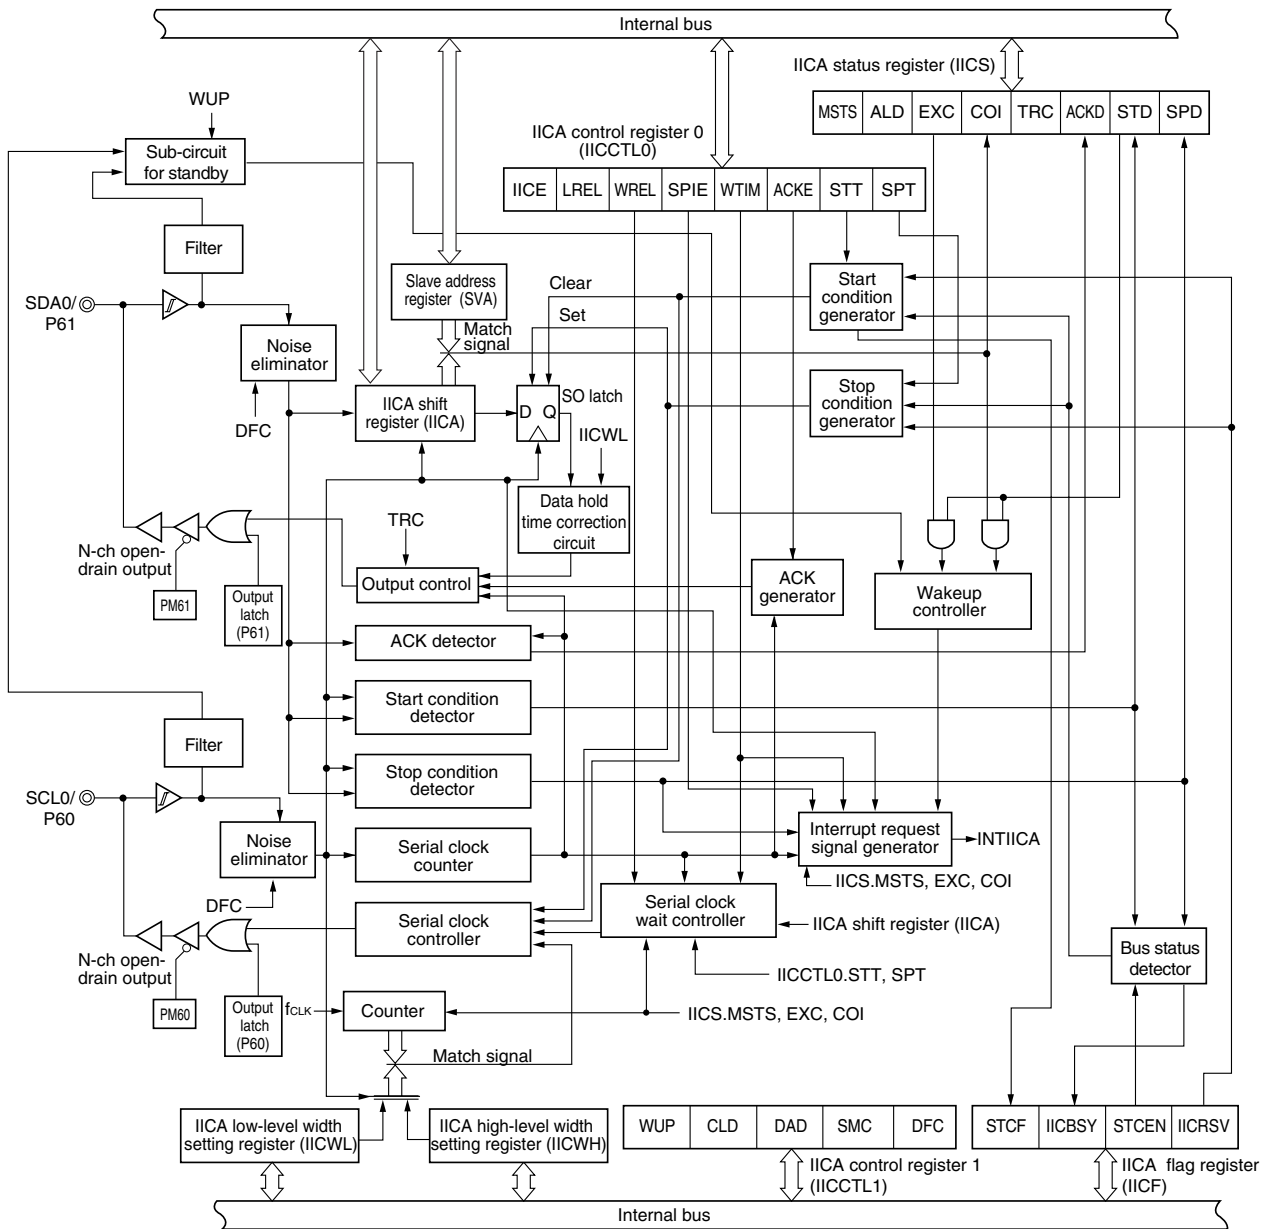 Internal bus
IICA status register (IICS)
MSTS ALD EXC COI TRC ACKD STD SPD
WUP
IICA control register 0
(IICCTL0)
Sub-circuit
for standby
IICE LREL WREL SPIE WTIM ACKE STT SPT
Filter
Slave address
register (SVA)
Clear
Start
condition
generator
SDA0/
P61
Set
Match
signal
Noise
eliminator
Stop
condition
generator
SO latch
IICA shift
register (IICA)
D Q
DFC
IICWL
Data hold
time correction
circuit
TRC
N-ch open-
drain output
Output control
ACK
generator
Wakeup
controller
PM61
Output
latch
(P61)
ACK detector
Start condition
detector
Filter
Stop condition
detector
SCL0/
P60
Noise
eliminator
Serial clock
counter
Interrupt request
signal generator
INTIICA
IICS.MSTS, EXC, COI
DFC
Serial clock
wait controller
IICA shift register (IICA)
Serial clock
controller
N-ch open-
drain output
Bus status
detector
IICCTL0.STT, SPT
PM60
Output
latch
(P60)
fCLK
Counter
IICS.MSTS, EXC, COI
Match signal
IICA low-level width
setting register (IICWL)
IICA high-level width
setting register (IICWH)
WUP CLD DAD SMC DFC
STCF IICBSY STCEN IICRSV
IICA control register 1
(IICCTL1)
IICA flag register
(IICF)
Internal bus